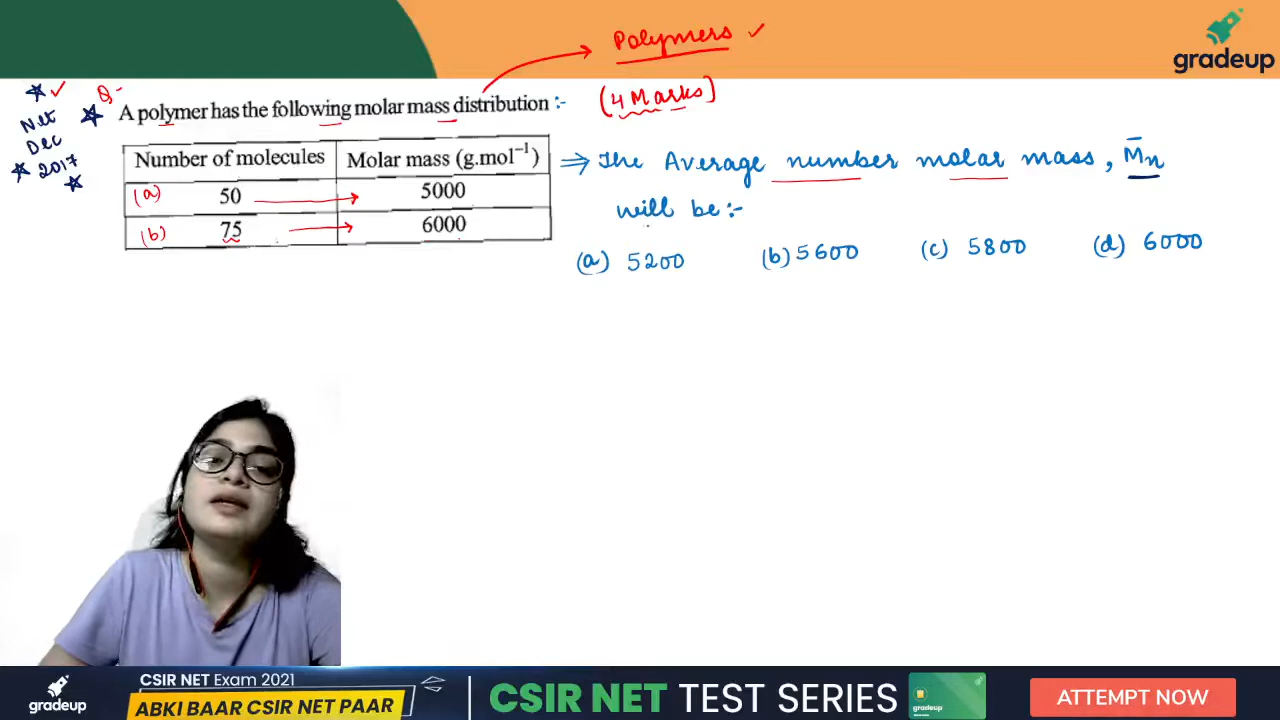 Polymers
gradeup
Q-
A polymer has the following molar mass distribution :-
(4 Marks)
Net
Dec
2017
Number of molecules Molar mass (g.mol⁻¹)
(a) 50 5000
(b) 75 6000
⇒ The Average number molar mass, M̄n
will be:-
(a) 5200 (b) 5600 (c) 5800 (d) 6000
gradeup
CSIR NET Exam 2021
ABKI BAAR CSIR NET PAAR
CSIR NET TEST SERIES
gradeup
ATTEMPT NOW